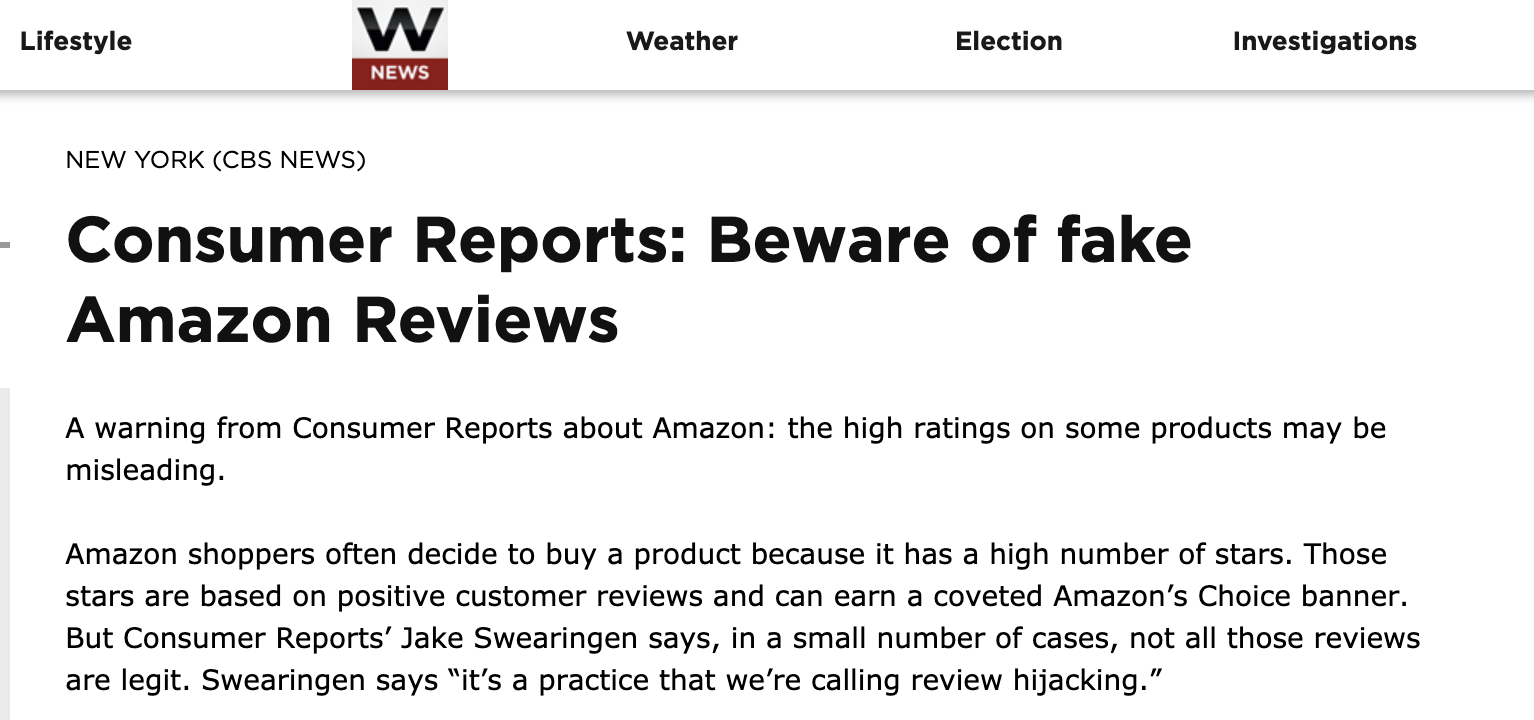 Lifestyle
W
NEWS
Weather
Election
Investigations
NEW YORK (CBS NEWS)
Consumer Reports: Beware of fake
Amazon Reviews
A warning from Consumer Reports about Amazon: the high ratings on some products may be
misleading.
Amazon shoppers often decide to buy a product because it has a high number of stars. Those
stars are based on positive customer reviews and can earn a coveted Amazon’s Choice banner.
But Consumer Reports’ Jake Swearingen says, in a small number of cases, not all those reviews
are legit. Swearingen says “it’s a practice that we’re calling review hijacking.”